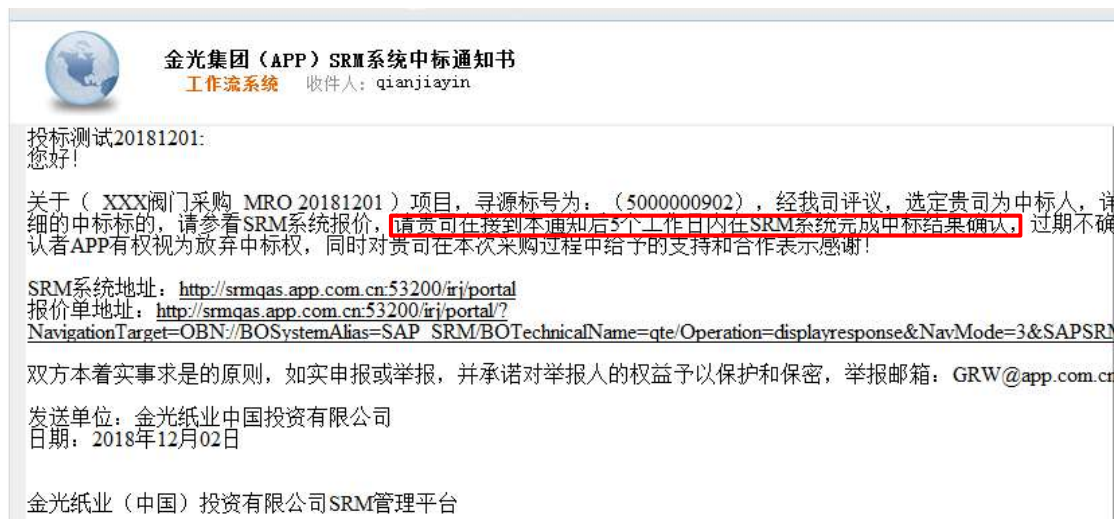 金光集团（APP）SRM系统中标通知书
工作流系统 收件人：qianjiayin
投标测试20181201:
您好！
关于（ XXX阀门采购 MRO 20181201 ）项目，寻源标号为：（5000000902），经我司评议，选定贵司为中标人，详
细的中标标的，请参看SRM系统报价，请贵司在接到本通知后5个工作日内在SRM系统完成中标结果确认，过期不确
认者APP有权视为放弃中标权，同时对贵司在本次采购过程中给予的支持和合作表示感谢！
SRM系统地址：http://srmqas.app.com.cn:53200/irj/portal
报价单地址：http://srmqas.app.com.cn:53200/irj/portal/?
NavigationTarget=OBN://BOSystemAlias=SAP_SRM/BOTechnicalName=qte/Operation=displayresponse&NavMode=3&SAPSRM
双方本着实事求是的原则，如实申报或举报，并承诺对举报人的权益予以保护和保密，举报邮箱：GRW@app.com.cn
发送单位：金光纸业中国投资有限公司
日期：2018年12月02日
金光纸业（中国）投资有限公司SRM管理平台